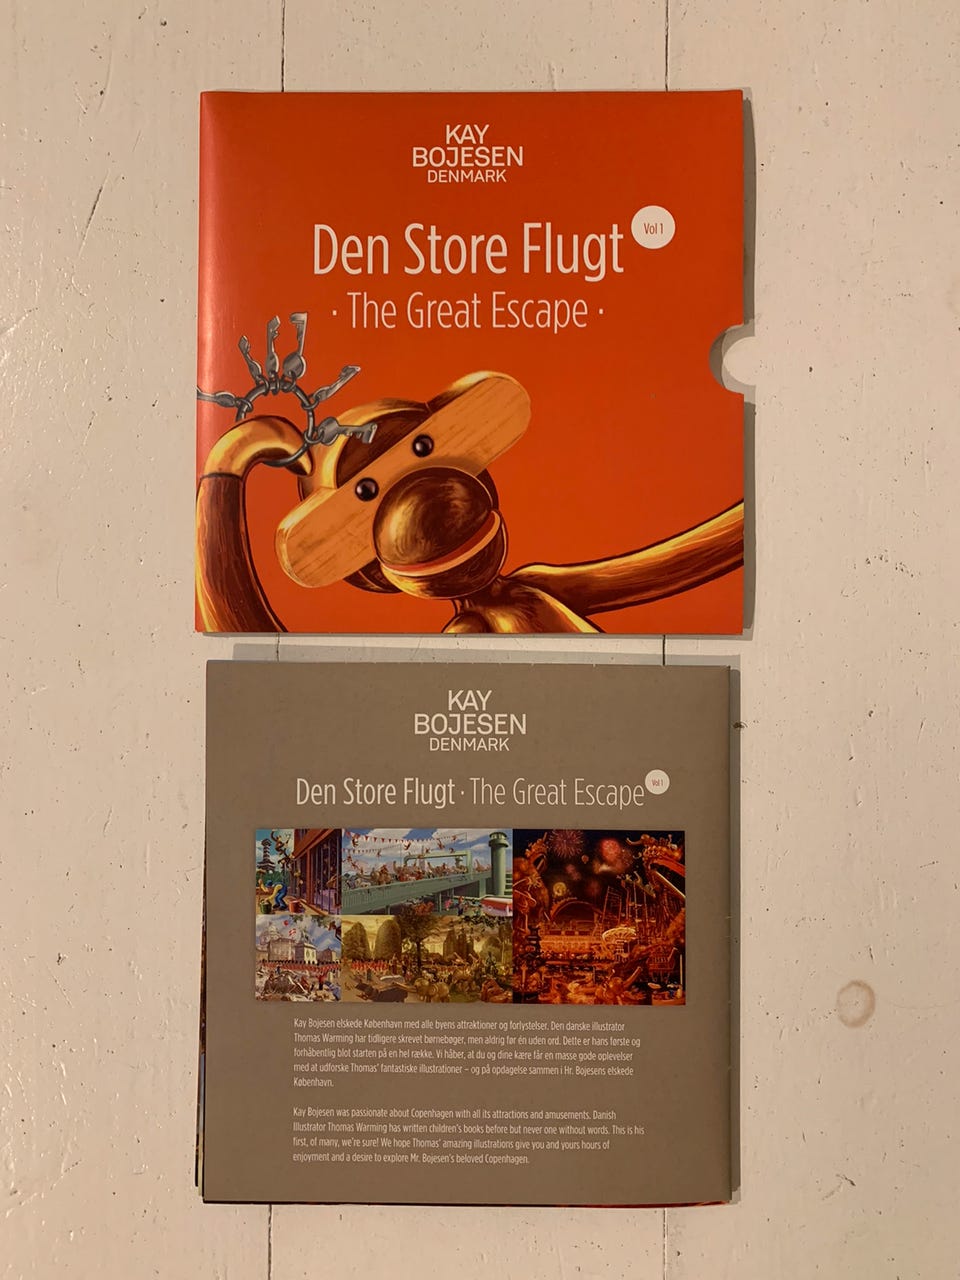 KAY
BOJESEN
DENMARK
Den Store Flugt Vol 1
· The Great Escape ·
KAY
BOJESEN
DENMARK
Den Store Flugt · The Great Escape Vol 1
Kay Bojesen elskede København med alle byens attraktioner og forlystelser. Den danske illustrator
Thomas Warming har tidligere skrevet børnebøger, men aldrig før én uden ord. Dette er hans første og
forhåbentlig blot starten på en hel række. Vi håber, at du og dine kære får en masse gode oplevelser
med at udforske Thomas' fantastiske illustrationer – og på opdagelse sammen i Hr. Bojesens elskede
København.
Kay Bojesen was passionate about Copenhagen with all its attractions and amusements. Danish
Illustrator Thomas Warming has written children's books before but never one without words. This is his
first, of many, we're sure! We hope Thomas' amazing illustrations give you and yours hours of
enjoyment and a desire to explore Mr. Bojesen's beloved Copenhagen.